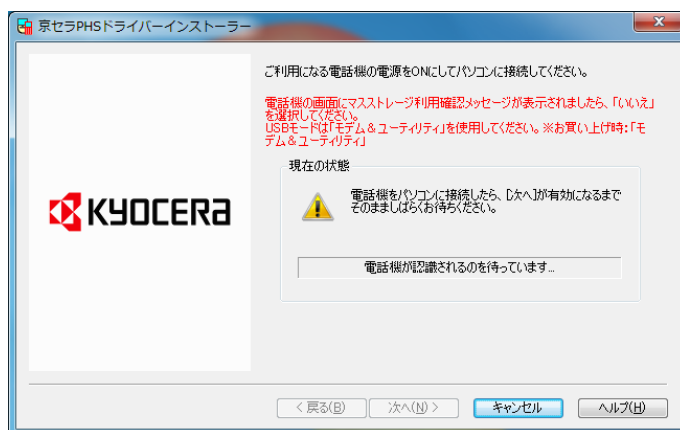 京セラPHSドライバーインストーラー
ご利用になる電話機の電源をONにしてパソコンに接続してください。
電話機の画面にマスストレージ利用確認メッセージが表示されましたら、「いいえ」
を選択してください。
USBモードは「モデム＆ユーティリティ」を使用してください。※お買い上げ時：「モ
デム＆ユーティリティ」
現在の状態
電話機をパソコンに接続したら、[次へ]が有効になるまで
そのまましばらくお待ちください。
KYOCERA
電話機が認識されるのを待っています...
< 戻る(B)
次へ(N) >
キャンセル
ヘルプ(H)